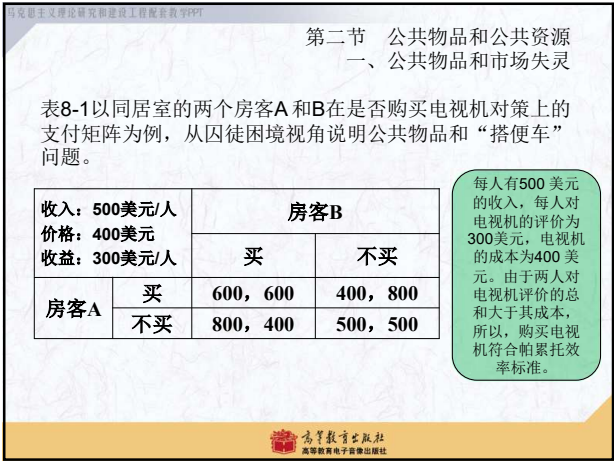 马克思主义理论研究和建设工程配套教学PPT
第二节 公共物品和公共资源
一、公共物品和市场失灵
表8-1以同居室的两个房客A和B在是否购买电视机对策上的
支付矩阵为例，从囚徒困境视角说明公共物品和“搭便车”
问题。
收入：500美元/人
价格：400美元
收益：300美元/人
房客B
买 不买
房客A
买 600，600 400，800
不买 800，400 500，500
每人有500 美元
的收入，每人对
电视机的评价为
300美元，电视机
的成本为400 美
元。由于两人对
电视机评价的总
和大于其成本，
所以，购买电视
机符合帕累托效
率标准。
高等教育出版社
高等教育电子音像出版社